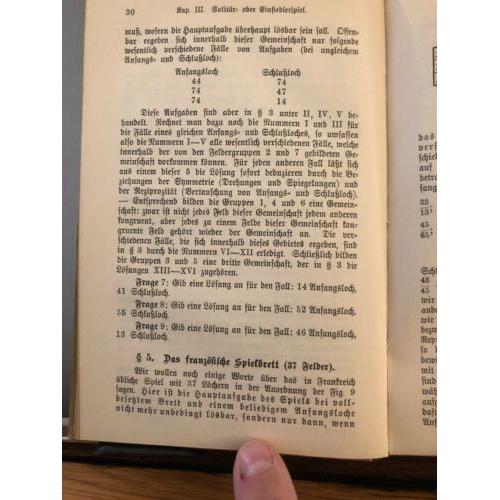 30 Kap. III. Solitär- oder Einsiedlerspiel.
muß, wofern die Hauptaufgabe überhaupt lösbar sein soll. Offen-
bar ergeben sich innerhalb dieser Gemeinschaft nur folgende
wesentlich verschiedene Fälle von Aufgaben (bei ungleichem
Anfangs- und Schlußloch):
Anfangsloch Schlußloch
44 74
74 47
74 14
Diese Aufgaben sind aber in § 3 unter II, IV, V be-
handelt. Rechnet man dazu noch die Nummern I und III für
die Fälle eines gleichen Anfangs- und Schlußloches, so umfassen
also die Nummern I—V alle wesentlich verschiedenen Fälle, welche
innerhalb der von den Feldergruppen 2 und 7 gebildeten Ge-
meinschaft vorkommen können. Für jeden anderen Fall läßt sich
aus einem dieser 5 die Lösung sofort deduzieren durch die Be-
ziehungen der Symmetrie (Drehungen und Spiegelungen) und
der Reziprozität (Vertauschung von Anfangs- und Schlußloch).
— Entsprechend bilden die Gruppen 1, 4 und 6 eine Gemein-
schaft; zwar ist nicht jedes Feld dieser Gemeinschaft jedem anderen
kongruent, aber jedes zu einem Felde dieser Gemeinschaft kon-
gruente Feld gehört wieder der Gemeinschaft an. Die ver-
schiedenen Fälle, die sich innerhalb dieses Gebietes ergeben, sind
in § 3 durch die Nummern VI—XII erledigt. Schließlich bilden
die Gruppen 3 und 5 eine dritte Gemeinschaft, der in § 3 die
Lösungen XIII—XVI zugehören.
Frage 7: Gib eine Lösung an für den Fall: 14 Anfangsloch,
41 Schlußloch.
Frage 8: Gib eine Lösung an für den Fall: 52 Anfangsloch,
55 Schlußloch.
Frage 9: Gib eine Lösung an für den Fall: 46 Anfangsloch,
13 Schlußloch.
§ 5. Das französische Spielbrett (37 Felder).
Wir wollen noch einige Worte über das in Frankreich
übliche Spiel mit 37 Löchern in der Anordnung der Fig. 9
sagen. Hier ist die Hauptaufgabe des Spiels bei voll-
besetztem Brett und einem beliebigem Anfangsloche
nicht mehr unbedingt lösbar, sondern nur dann, wenn